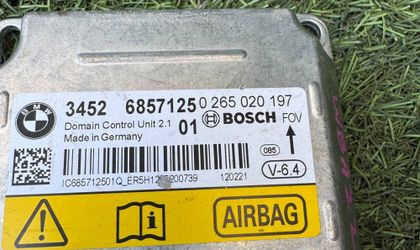 BMW
3452 6857125 0 265 020 197
Domain Control Unit 2.1 01 BOSCH FOV
Made in Germany
085
V-6.4
120221
AIRBAG